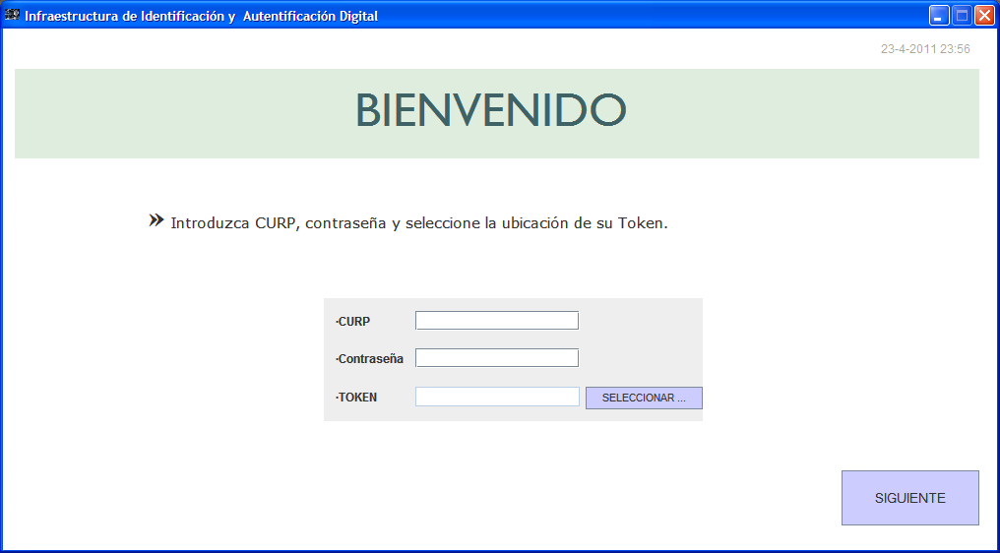 Infraestructura de Identificación y  Autentificación Digital
23-4-2011 23:56
BIENVENIDO
» Introduzca CURP, contraseña y seleccione la ubicación de su Token.
·CURP
·Contraseña
·TOKEN SELECCIONAR ...
SIGUIENTE